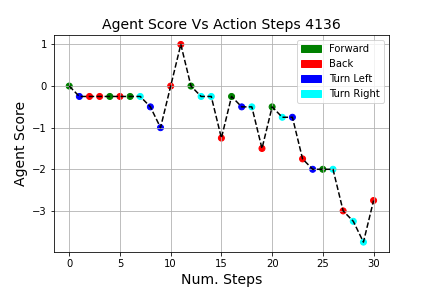 Agent Score Vs Action Steps 4136
Forward
Back
Turn Left
Turn Right
Agent Score
1
0
−1
−2
−3
0 5 10 15 20 25 30
Num. Steps